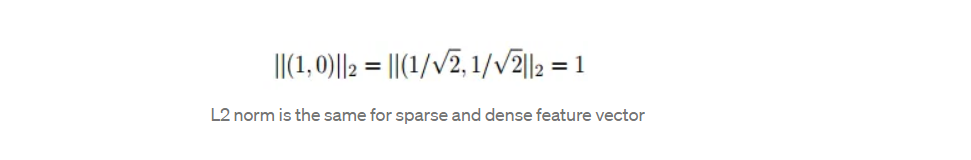 ||(1,0)||₂ = ||(1/√2, 1/√2||₂ = 1
L2 norm is the same for sparse and dense feature vector